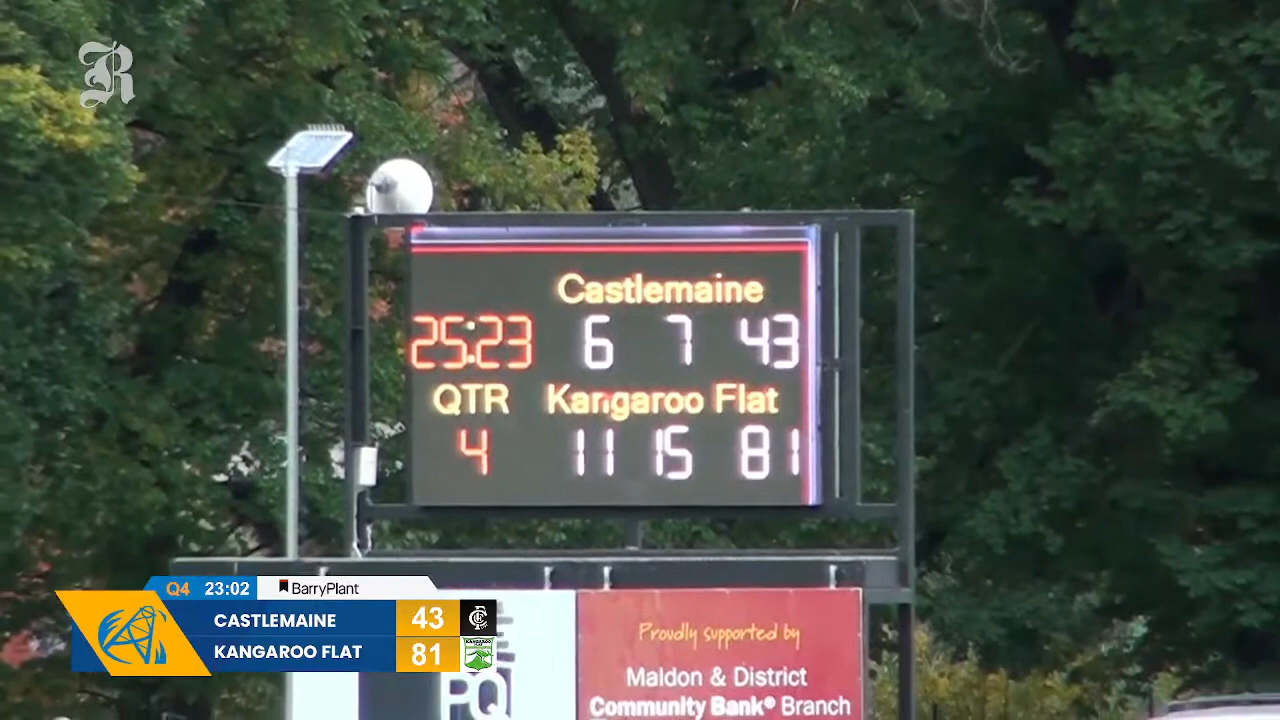 R
Castlemaine
25:23 6 7 43
QTR Kangaroo Flat
4 11 15 81
Q4 23:02 BarryPlant
CASTLEMAINE 43
KANGAROO FLAT 81
PQ
Proudly supported by
Maldon & District
Community Bank® Branch